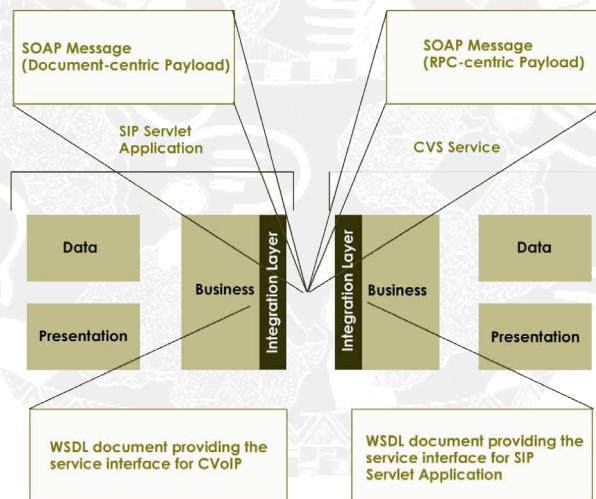 SOAP Message
(Document-centric Payload)
SOAP Message
(RPC-centric Payload)
SIP Servlet
Application
CVS Service
Data
Presentation
Business
Integration Layer
Integration Layer
Business
Data
Presentation
WSDL document providing the
service interface for CVoIP
WSDL document providing the
service interface for SIP
Servlet Application